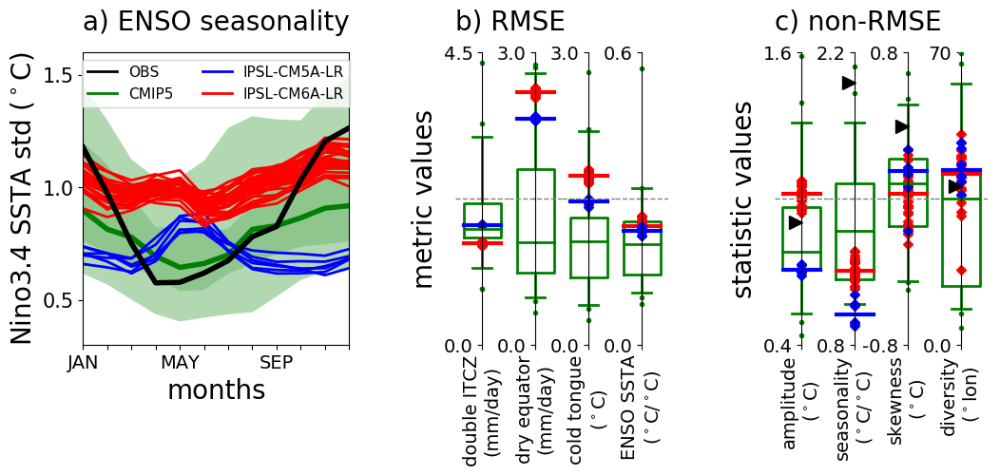 a) ENSO seasonality
Nino3.4 SSTA std (°C)
1.5
1.0
0.5
OBS
CMIP5
IPSL-CM5A-LR
IPSL-CM6A-LR
JAN
MAY
SEP
months
b) RMSE
metric values
4.5
3.0
3.0
0.6
0.0
0.0
0.0
0.0
double ITCZ
(mm/day)
dry equator
(mm/day)
cold tongue
(°C)
ENSO SSTA
(°C/°C)
c) non-RMSE
statistic values
1.6
2.2
0.8
70
0.4
0.8
-0.8
0.0
amplitude
(°C)
seasonality
(°C/°C)
skewness
(°C)
diversity
(°lon)